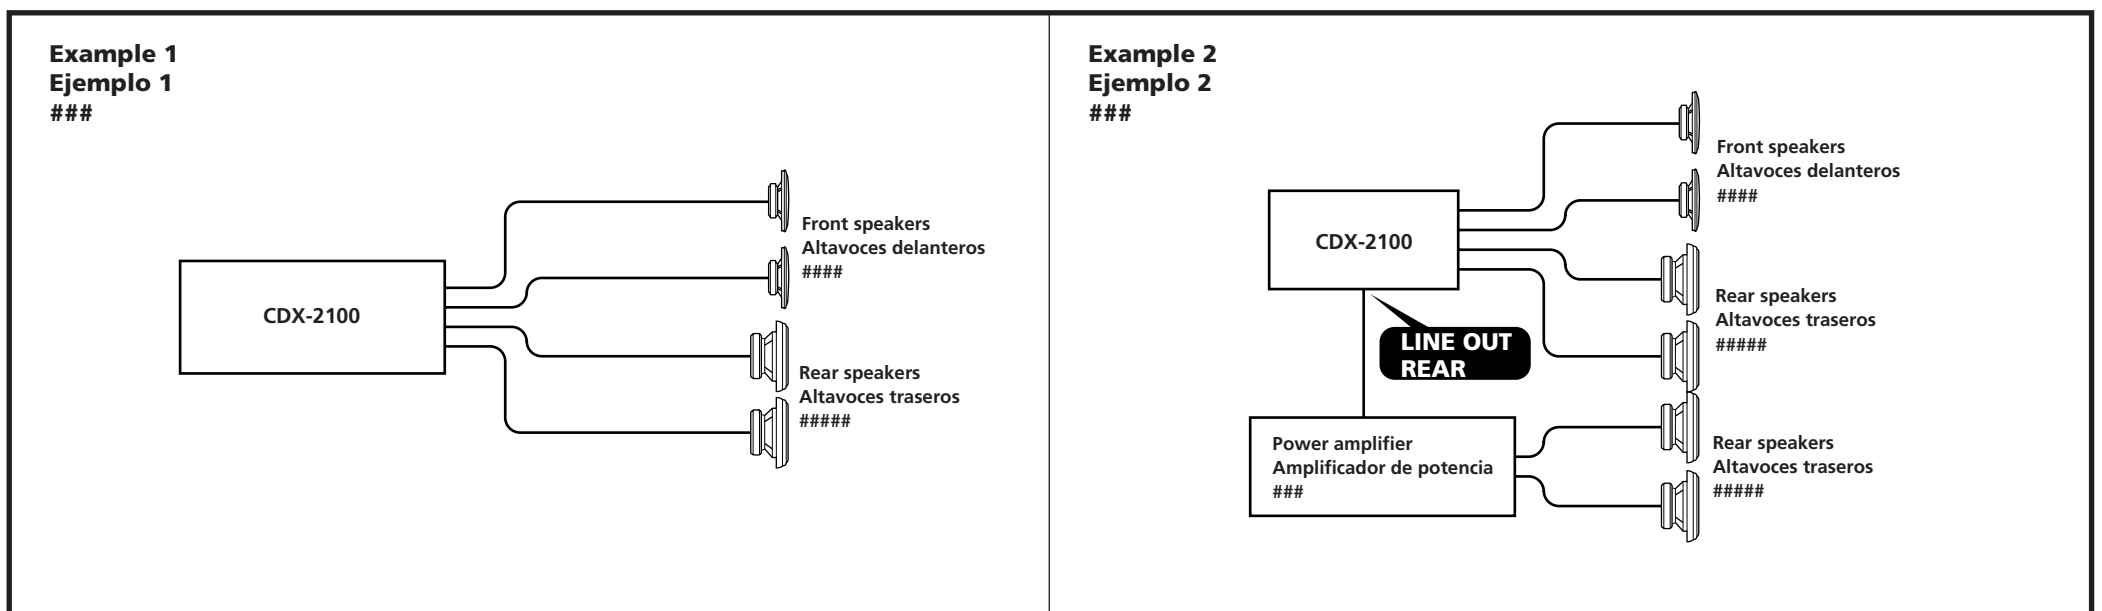 Example 1
Ejemplo 1
###
CDX-2100
Front speakers
Altavoces delanteros
####
Rear speakers
Altavoces traseros
#####
Example 2
Ejemplo 2
###
CDX-2100
LINE OUT
REAR
Front speakers
Altavoces delanteros
####
Rear speakers
Altavoces traseros
#####
Power amplifier
Amplificador de potencia
###
Rear speakers
Altavoces traseros
#####